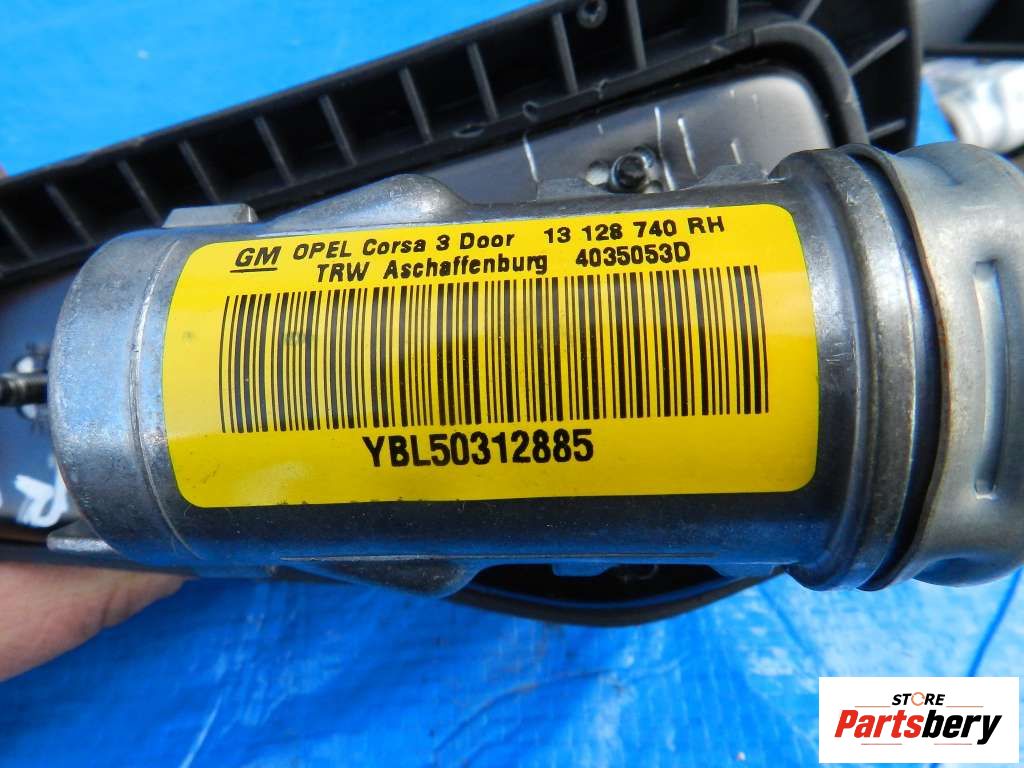 GM OPEL Corsa 3 Door 13 128 740 RH
TRW Aschaffenburg 4035053D
YBL50312885
R
STORE
Partsbery